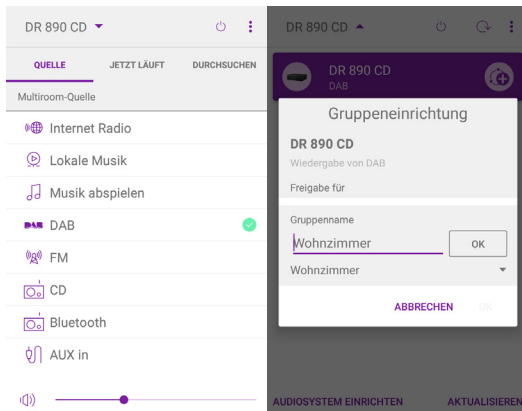 DR 890 CD
QUELLE JETZT LÄUFT DURCHSUCHEN
Multiroom-Quelle
Internet Radio
Lokale Musik
Musik abspielen
DAB DAB
FM
CD
Bluetooth
AUX in
DR 890 CD
DR 890 CD
DAB
Gruppeneinrichtung
DR 890 CD
Wiedergabe von DAB
Freigabe für
Gruppenname
Wohnzimmer OK
Wohnzimmer
ABBRECHEN OK
AUDIOSYSTEM EINRICHTEN AKTUALISIEREN